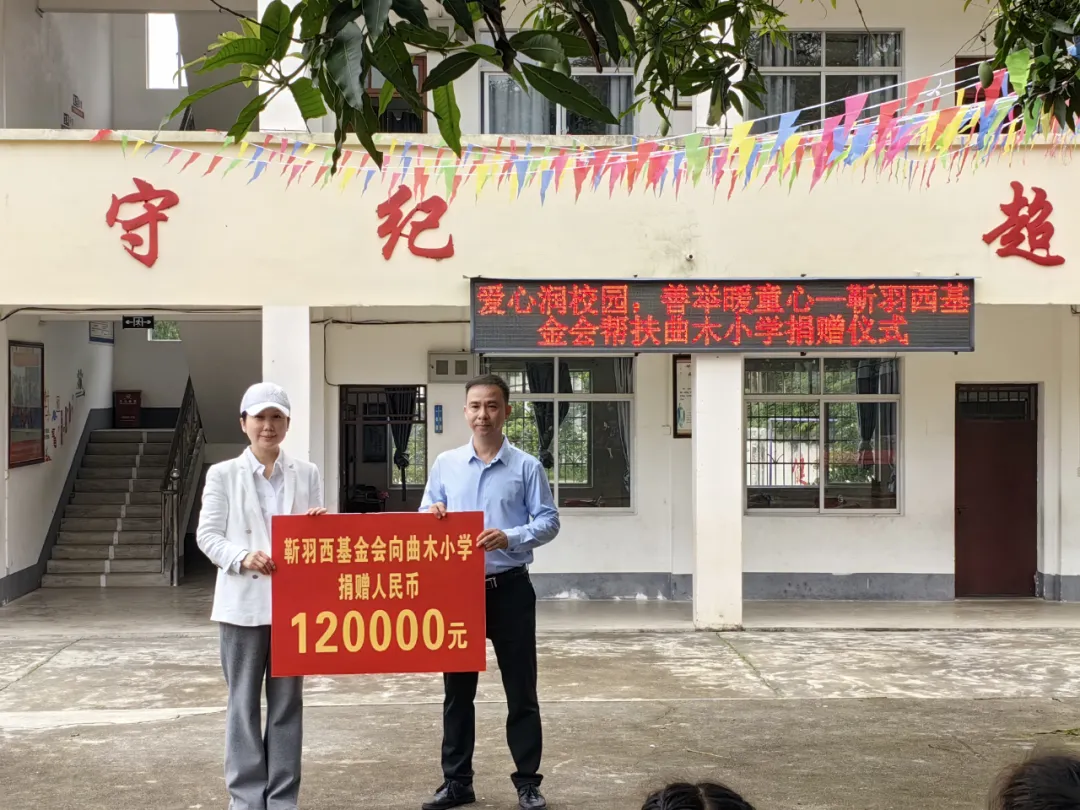 守 纪 超
爱心润校园，善举暖童心—靳羽西基
金会帮扶曲木小学捐赠仪式
靳羽西基金会向曲木小学
捐赠人民币
120000元